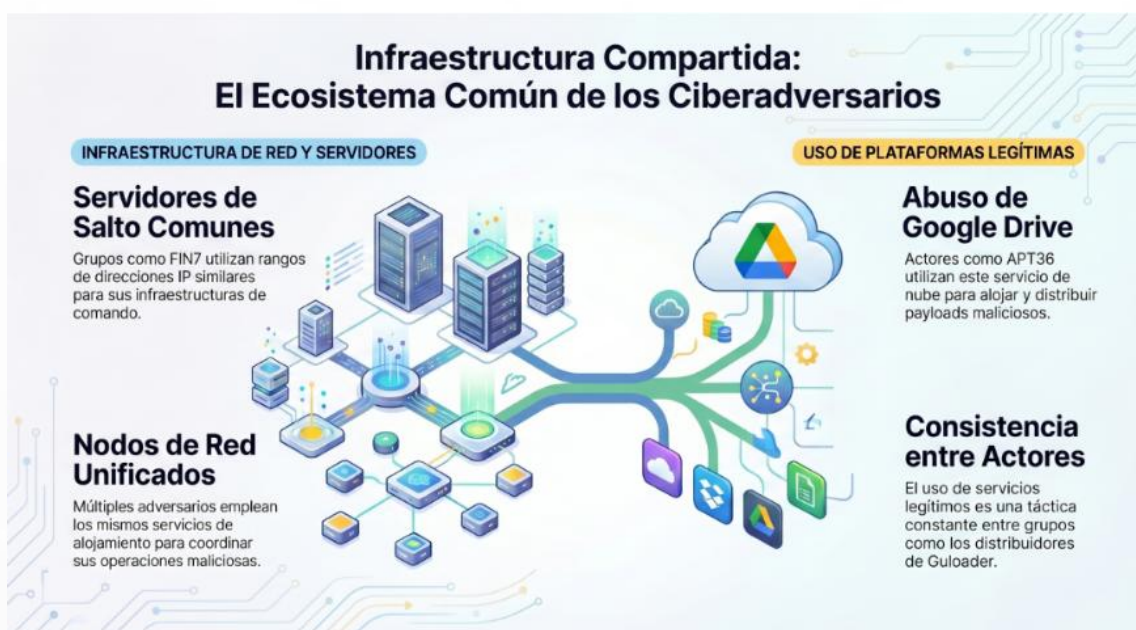 Infraestructura Compartida:
El Ecosistema Común de los Ciberadversarios
INFRAESTRUCTURA DE RED Y SERVIDORES
Servidores de
Salto Comunes
Grupos como FIN7 utilizan rangos
de direcciones IP similares
para sus infraestructuras de
comando.
Nodos de Red
Unificados
Múltiples adversarios emplean
los mismos servicios de
alojamiento para coordinar
sus operaciones maliciosas.
USO DE PLATAFORMAS LEGÍTIMAS
Abuso de
Google Drive
Actores como APT36
utilizan este servicio de
nube para alojar y distribuir
payloads maliciosos.
Consistencia
entre Actores
El uso de servicios
legítimos es una táctica
constante entre grupos
como los distribuidores
de Guloader.